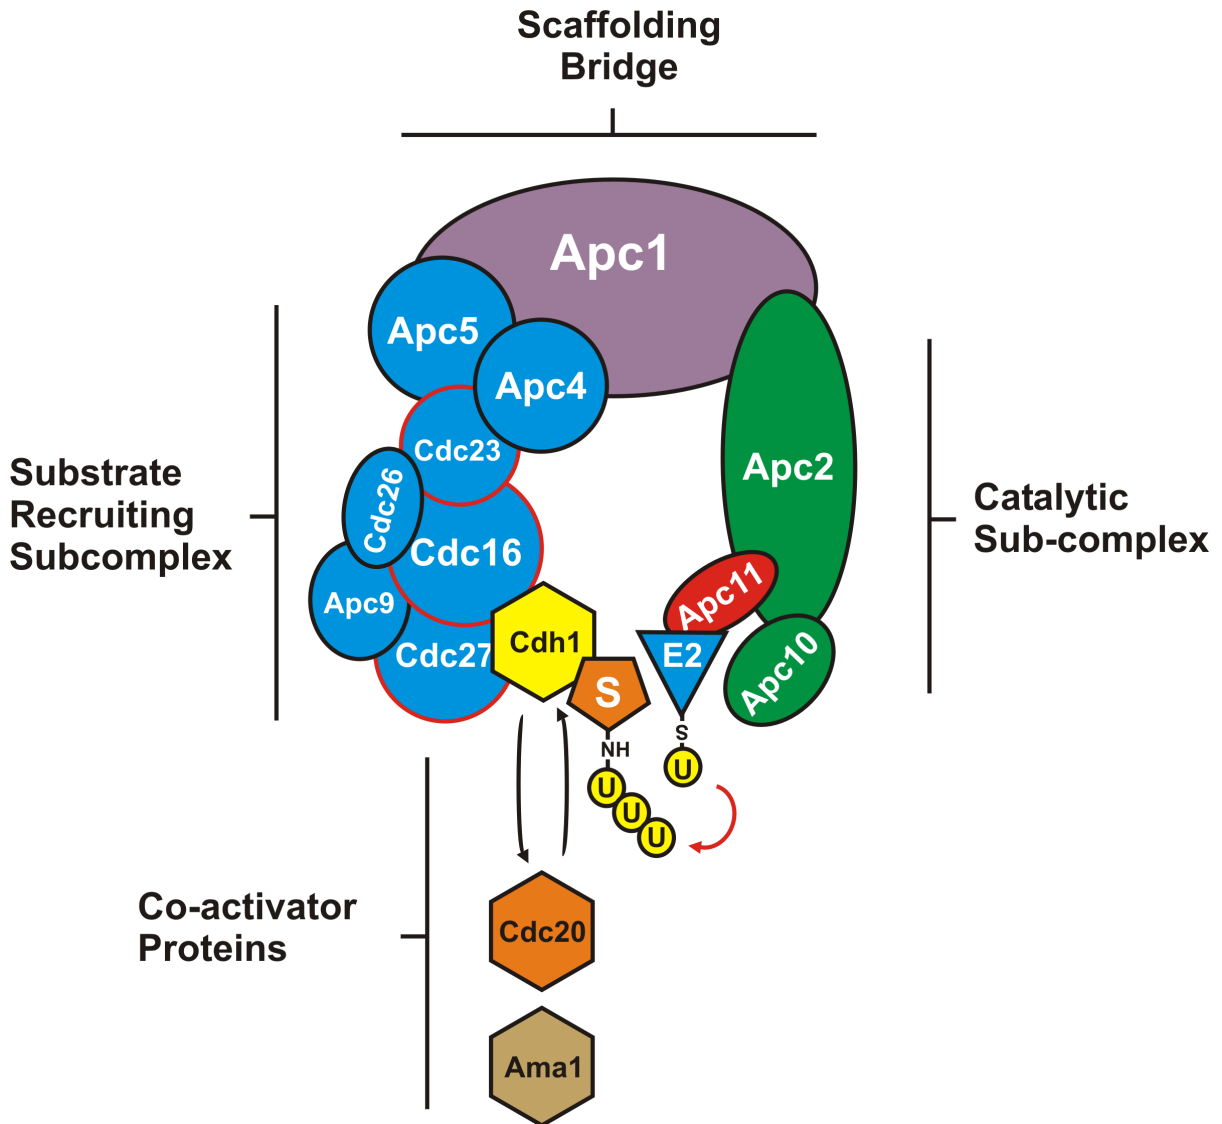 Scaffolding
Bridge
Apc1
Apc5
Apc4
Cdc23
Cdc26
Cdc16
Apc9
Cdc27
Cdh1
Substrate
Recruiting
Subcomplex
Apc2
Apc11
Apc10
E2
S
S
NH
U
U
U
U
Catalytic
Sub-complex
Co-activator
Proteins
Cdc20
Ama1